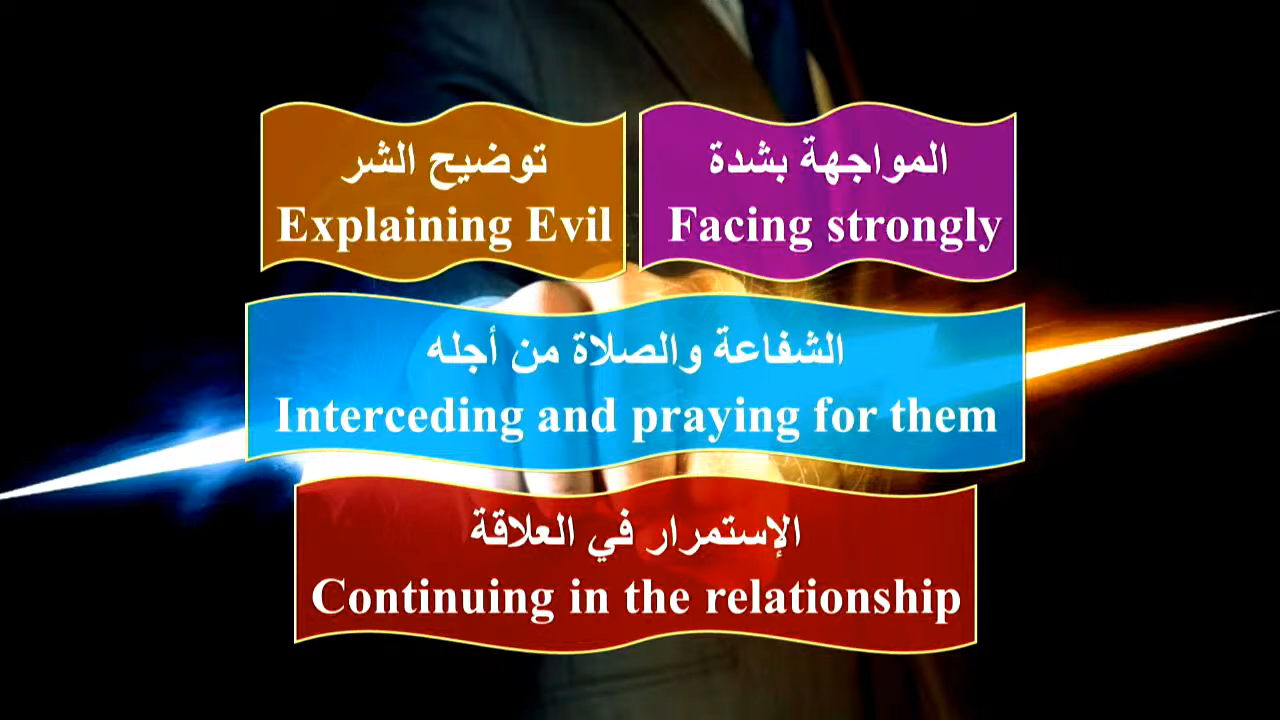 المواجهة بشدة
Facing strongly
توضيح الشر
Explaining Evil
الشفاعة والصلاة من أجله
Interceding and praying for them
الإستمرار في العلاقة
Continuing in the relationship